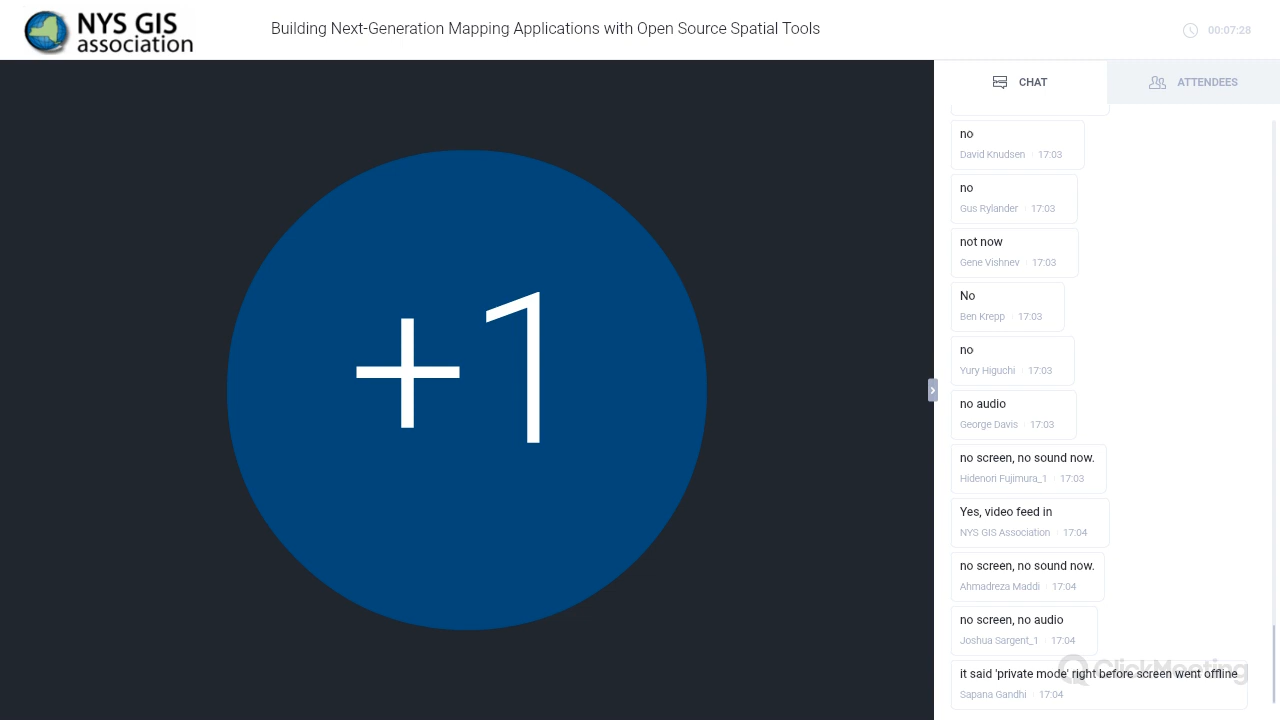 NYS GIS
association
Building Next-Generation Mapping Applications with Open Source Spatial Tools
00:07:28
CHAT
ATTENDEES
no
David Knudsen 17:03
no
Gus Rylander 17:03
not now
Gene Vishnev 17:03
No
Ben Krepp 17:03
no
Yury Higuchi 17:03
no audio
George Davis 17:03
no screen, no sound now.
Hidenori Fujimura_1 17:03
Yes, video feed in
NYS GIS Association 17:04
no screen, no sound now.
Ahmadreza Maddi 17:04
no screen, no audio
Joshua Sargent_1 17:04
it said 'private mode' right before screen went offline
Sapana Gandhi 17:04
ClickMeeting
+1